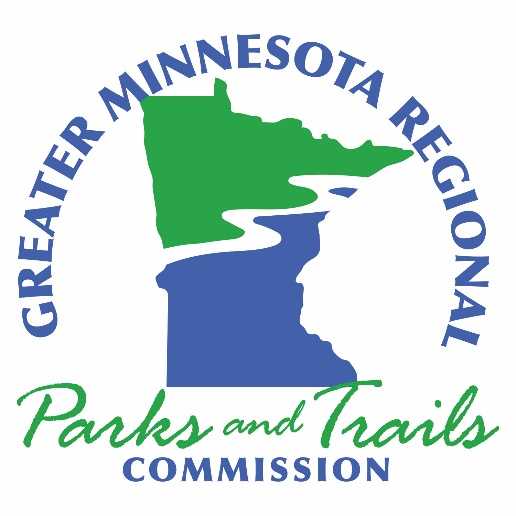 GREATER MINNESOTA REGIONAL
Parks and Trails
COMMISSION